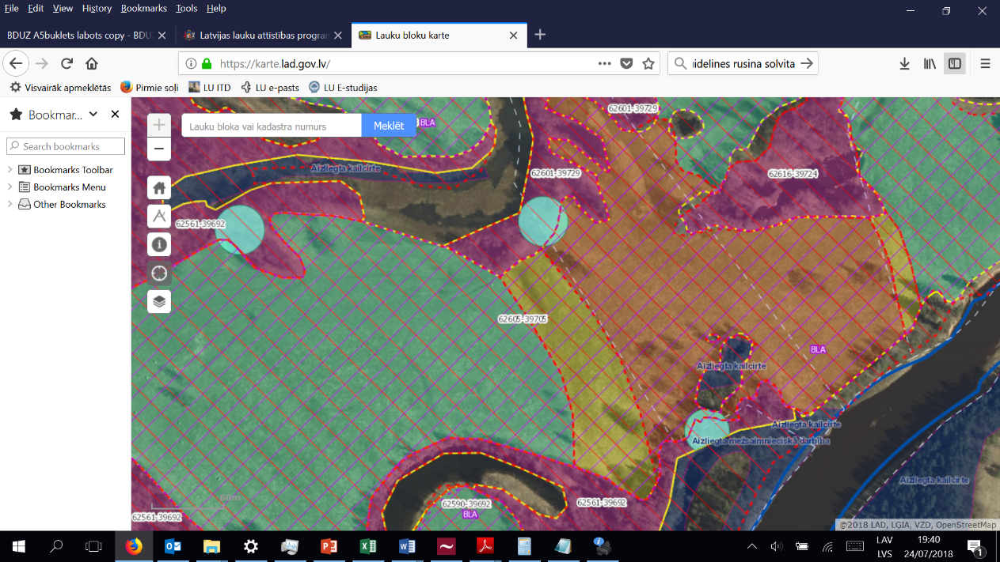 File Edit View History Bookmarks Tools Help
BDUZ A5buklets labots copy - BDU
Latvijas lauku attīstības progran
Lauku bloku karte
https://karte.lad.gov.lv/
idelines rusina solvita
Visvairāk apmeklētās
Pirmie soļi
LU ITD
LU e-pasts
LU E-studijas
Bookmar...
Search bookmarks
Bookmarks Toolbar
Bookmarks Menu
Other Bookmarks
Lauku bloka vai kadastra numurs
Meklēt
BLA
62601-39729
Aizliegta kailcirte
62601-39729
62616-39724
62561-39692
62605-39705
BLA
Aizliegta kailcirte
Aizliegta kailcirte
Aizliegta mežsaimnieciskā darbība
Aizliegta kailcirte
62590-39692
BLA
62561-39692
60m
62561-39692
©2018 LAD, LĢIA, VZD, OpenStreetMap
LAV
LVS
19:40
24/07/2018
1